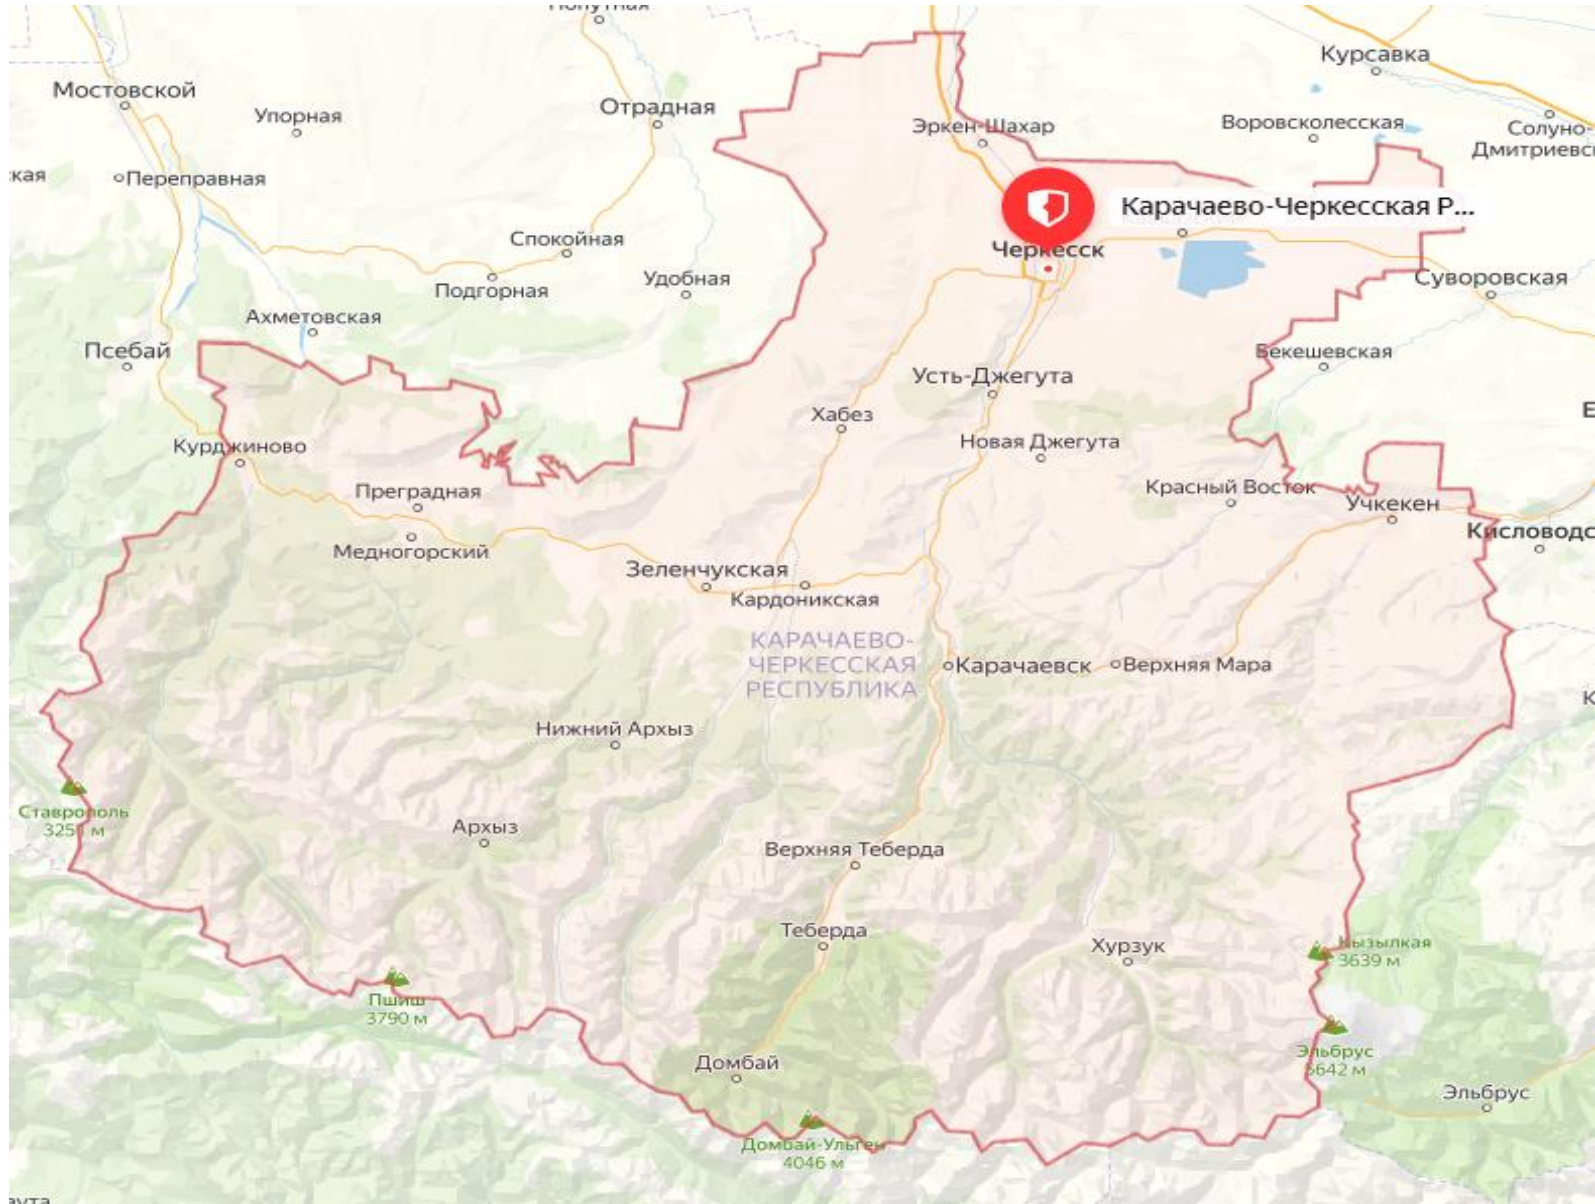 Попутная
Курсавка
Мостовской
Отрадная
Упорная
Эркен-Шахар
Воровсколесская
Солуно-
Дмитриевс
кая
Переправная
Карачаево-Черкесская Р...
Спокойная
Черкесск
Удобная
Суворовская
Подгорная
Ахметовская
Псебай
Бекешевская
Усть-Джегута
Хабез
Е
Новая Джегута
Курджиново
Преградная
Красный Восток
Учкекен
Кисловодс
Медногорский
Зеленчукская
Кардоникская
КАРАЧАЕВО-
ЧЕРКЕССКАЯ
РЕСПУБЛИКА
Карачаевск
Верхняя Мара
К
Нижний Архыз
Ставрополь
Архыз
Верхняя Теберда
Теберда
Хурзук
Кызылкая
3639 м
Пшиш
3790 м
Эльбрус
5642 м
Домбай
Эльбрус
Домбай-Ульген
4046 м
аута